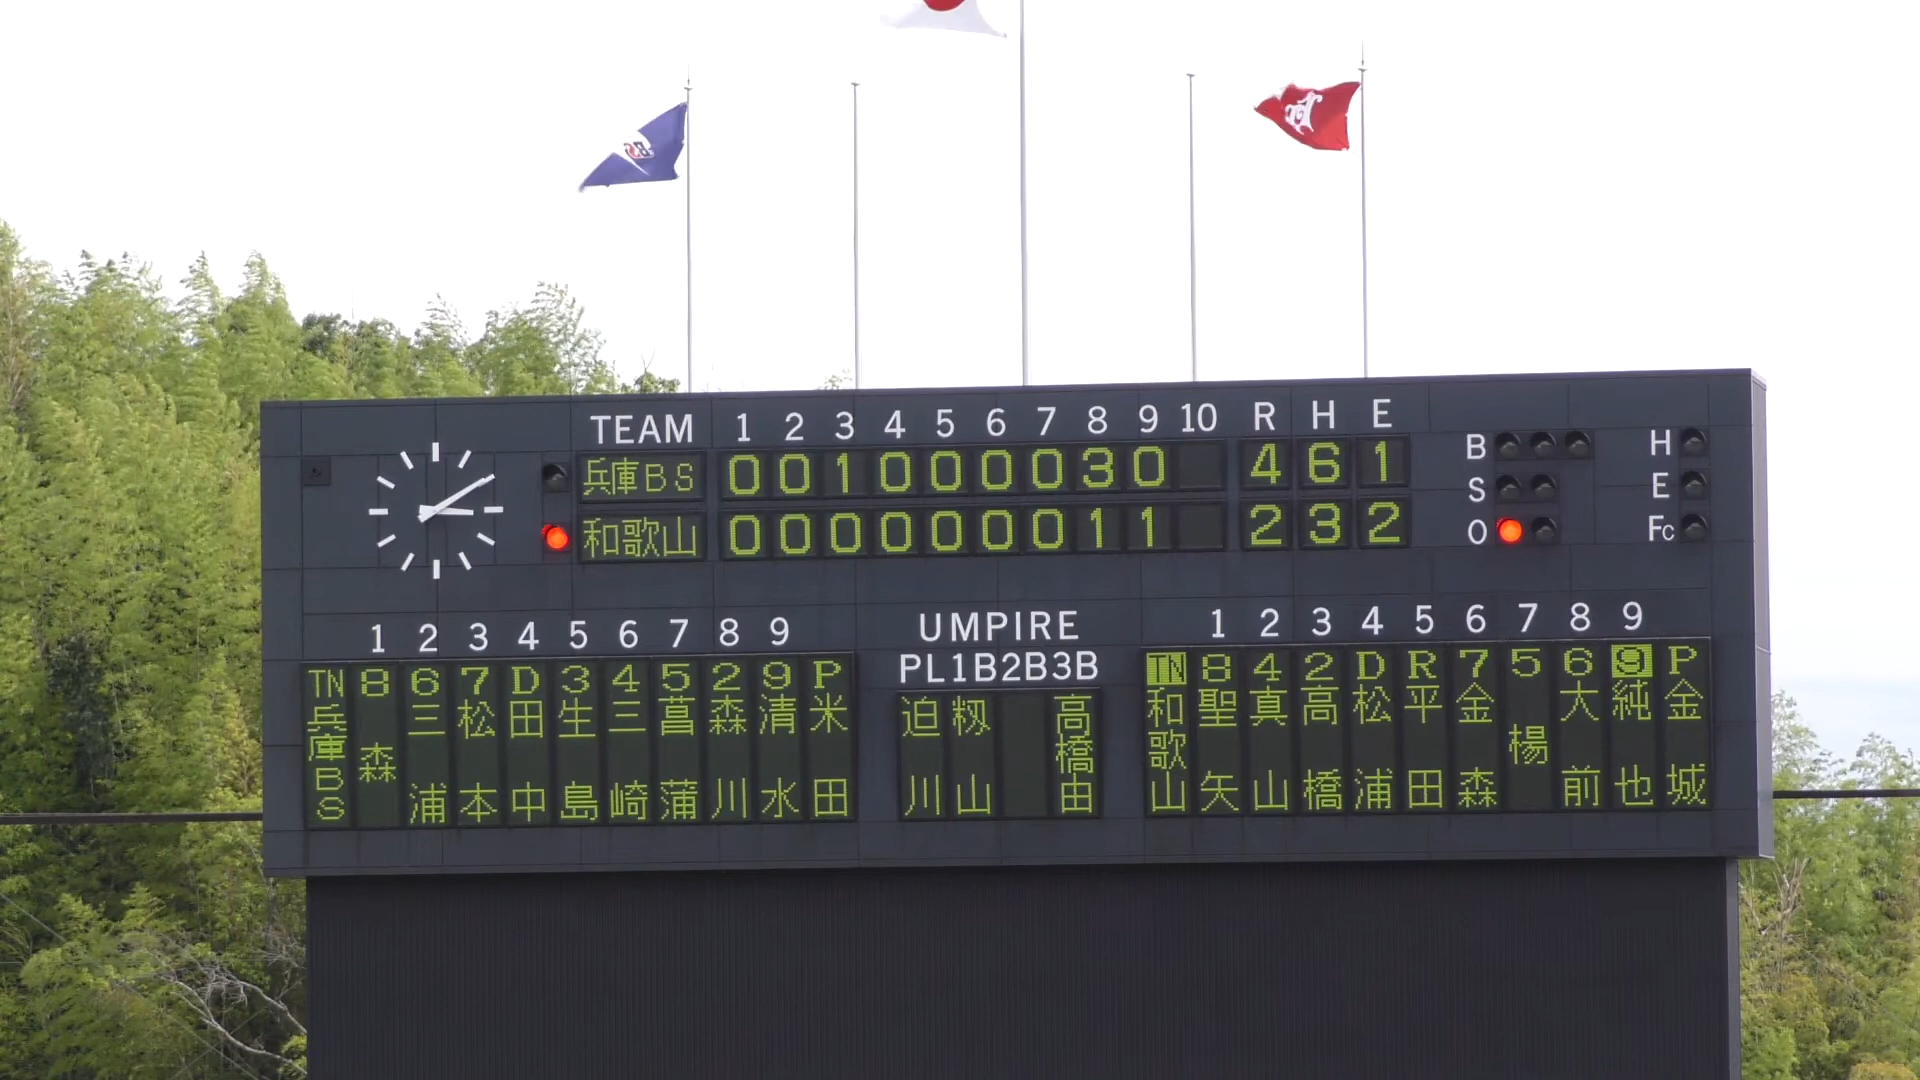 TEAM 1 2 3 4 5 6 7 8 9 10 R H E
兵庫BS 0 0 1 0 0 0 0 3 0 4 6 1
和歌山 0 0 0 0 0 0 0 1 1 2 3 2
B
S
O
H
E
Fc
1 2 3 4 5 6 7 8 9
TN 8 6 7 D 3 4 5 2 9 P
兵庫BS 森 三浦 松本 田中 生島 三崎 菖蒲 森川 清水 米田
UMPIRE
PL 1B 2B 3B
迫川 籾山 高橋由
1 2 3 4 5 6 7 8 9
TN 8 4 2 D R 7 5 6 9 P
和歌山 聖矢 真山 高橋 松浦 平田 金森 楊 大前 純也 金城